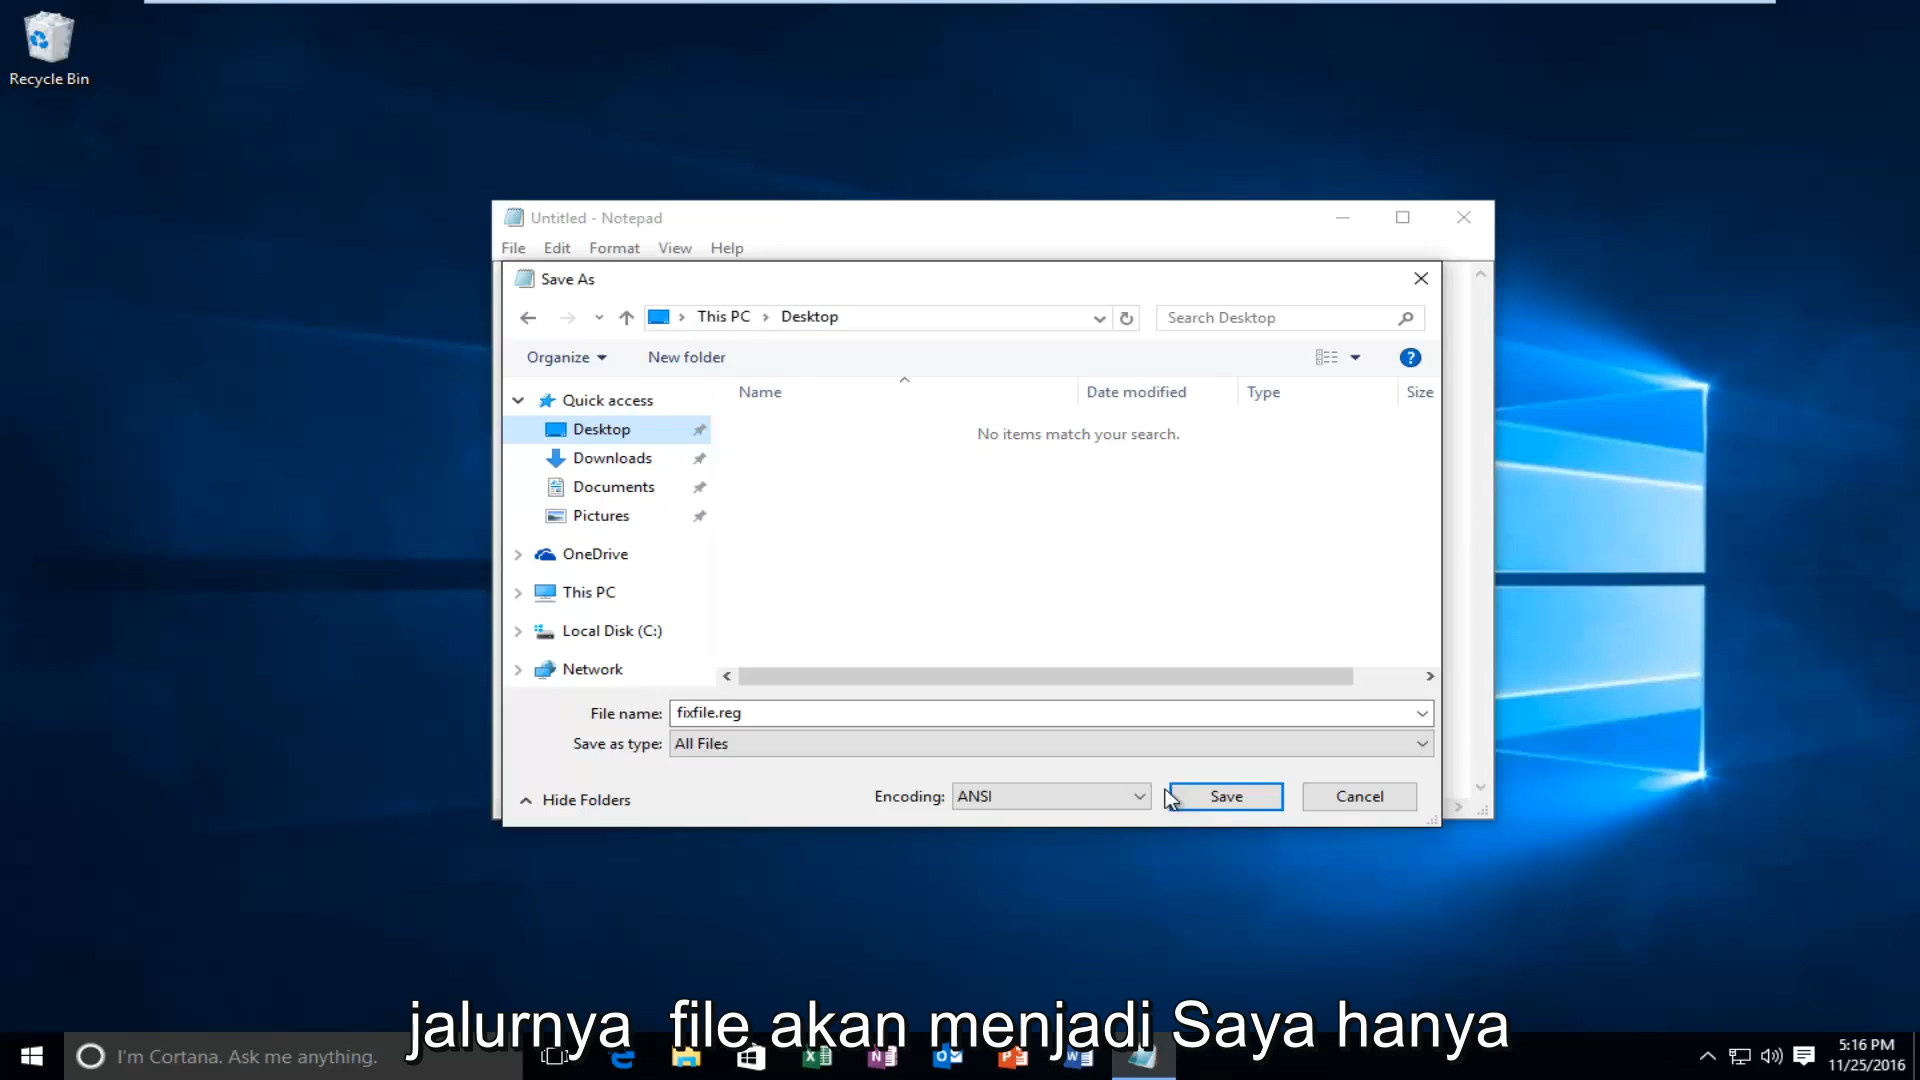 Recycle Bin
Untitled - Notepad
File Edit Format View Help
Save As
This PC Desktop
Search Desktop
Organize New folder
Name Date modified Type Size
Quick access
No items match your search.
Desktop
Downloads
Documents
Pictures
OneDrive
This PC
Local Disk (C:)
Network
File name: fixfile.reg
Save as type: All Files
Hide Folders Encoding: ANSI Save Cancel
jalurnya file akan menjadi Saya hanya
I'm Cortana. Ask me anything.
5:16 PM
11/25/2016